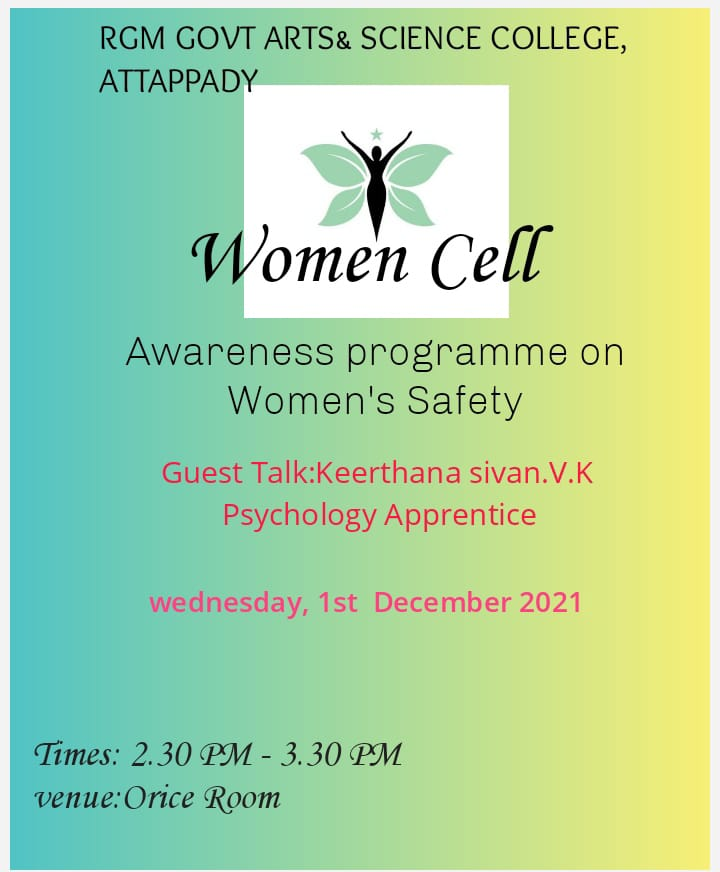 RGM GOVT ARTS& SCIENCE COLLEGE,
ATTAPPADY
Women Cell
Awareness programme on
Women's Safety
Guest Talk:Keerthana sivan.V.K
Psychology Apprentice
wednesday, 1st  December 2021
Times: 2.30 PM - 3.30 PM
venue:Orice Room